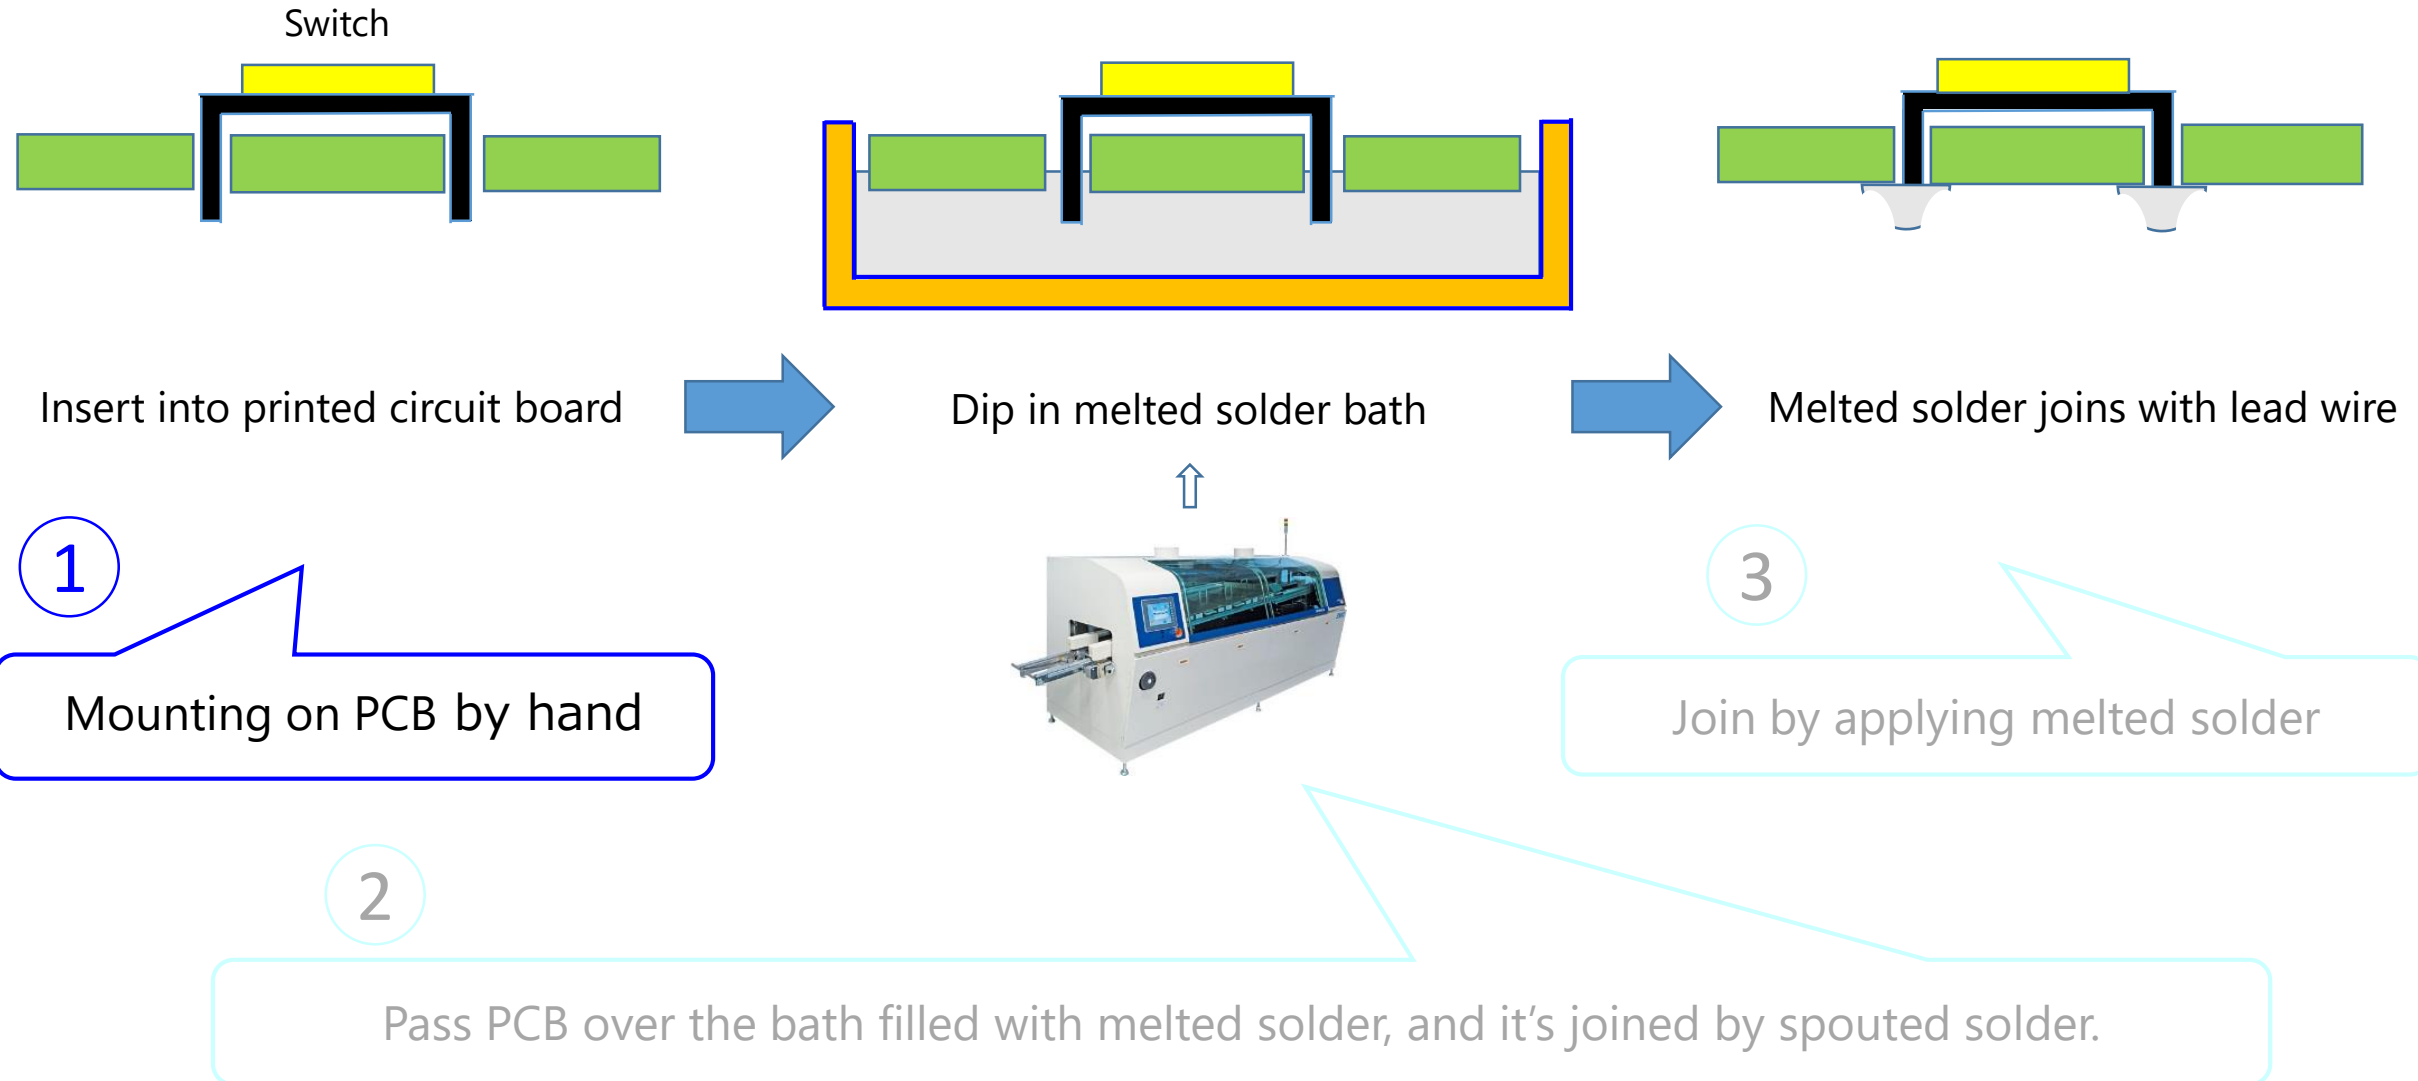 Switch
Insert into printed circuit board
Dip in melted solder bath
Melted solder joins with lead wire
1
Mounting on PCB by hand
3
Join by applying melted solder
2
Pass PCB over the bath filled with melted solder, and it’s joined by spouted solder.